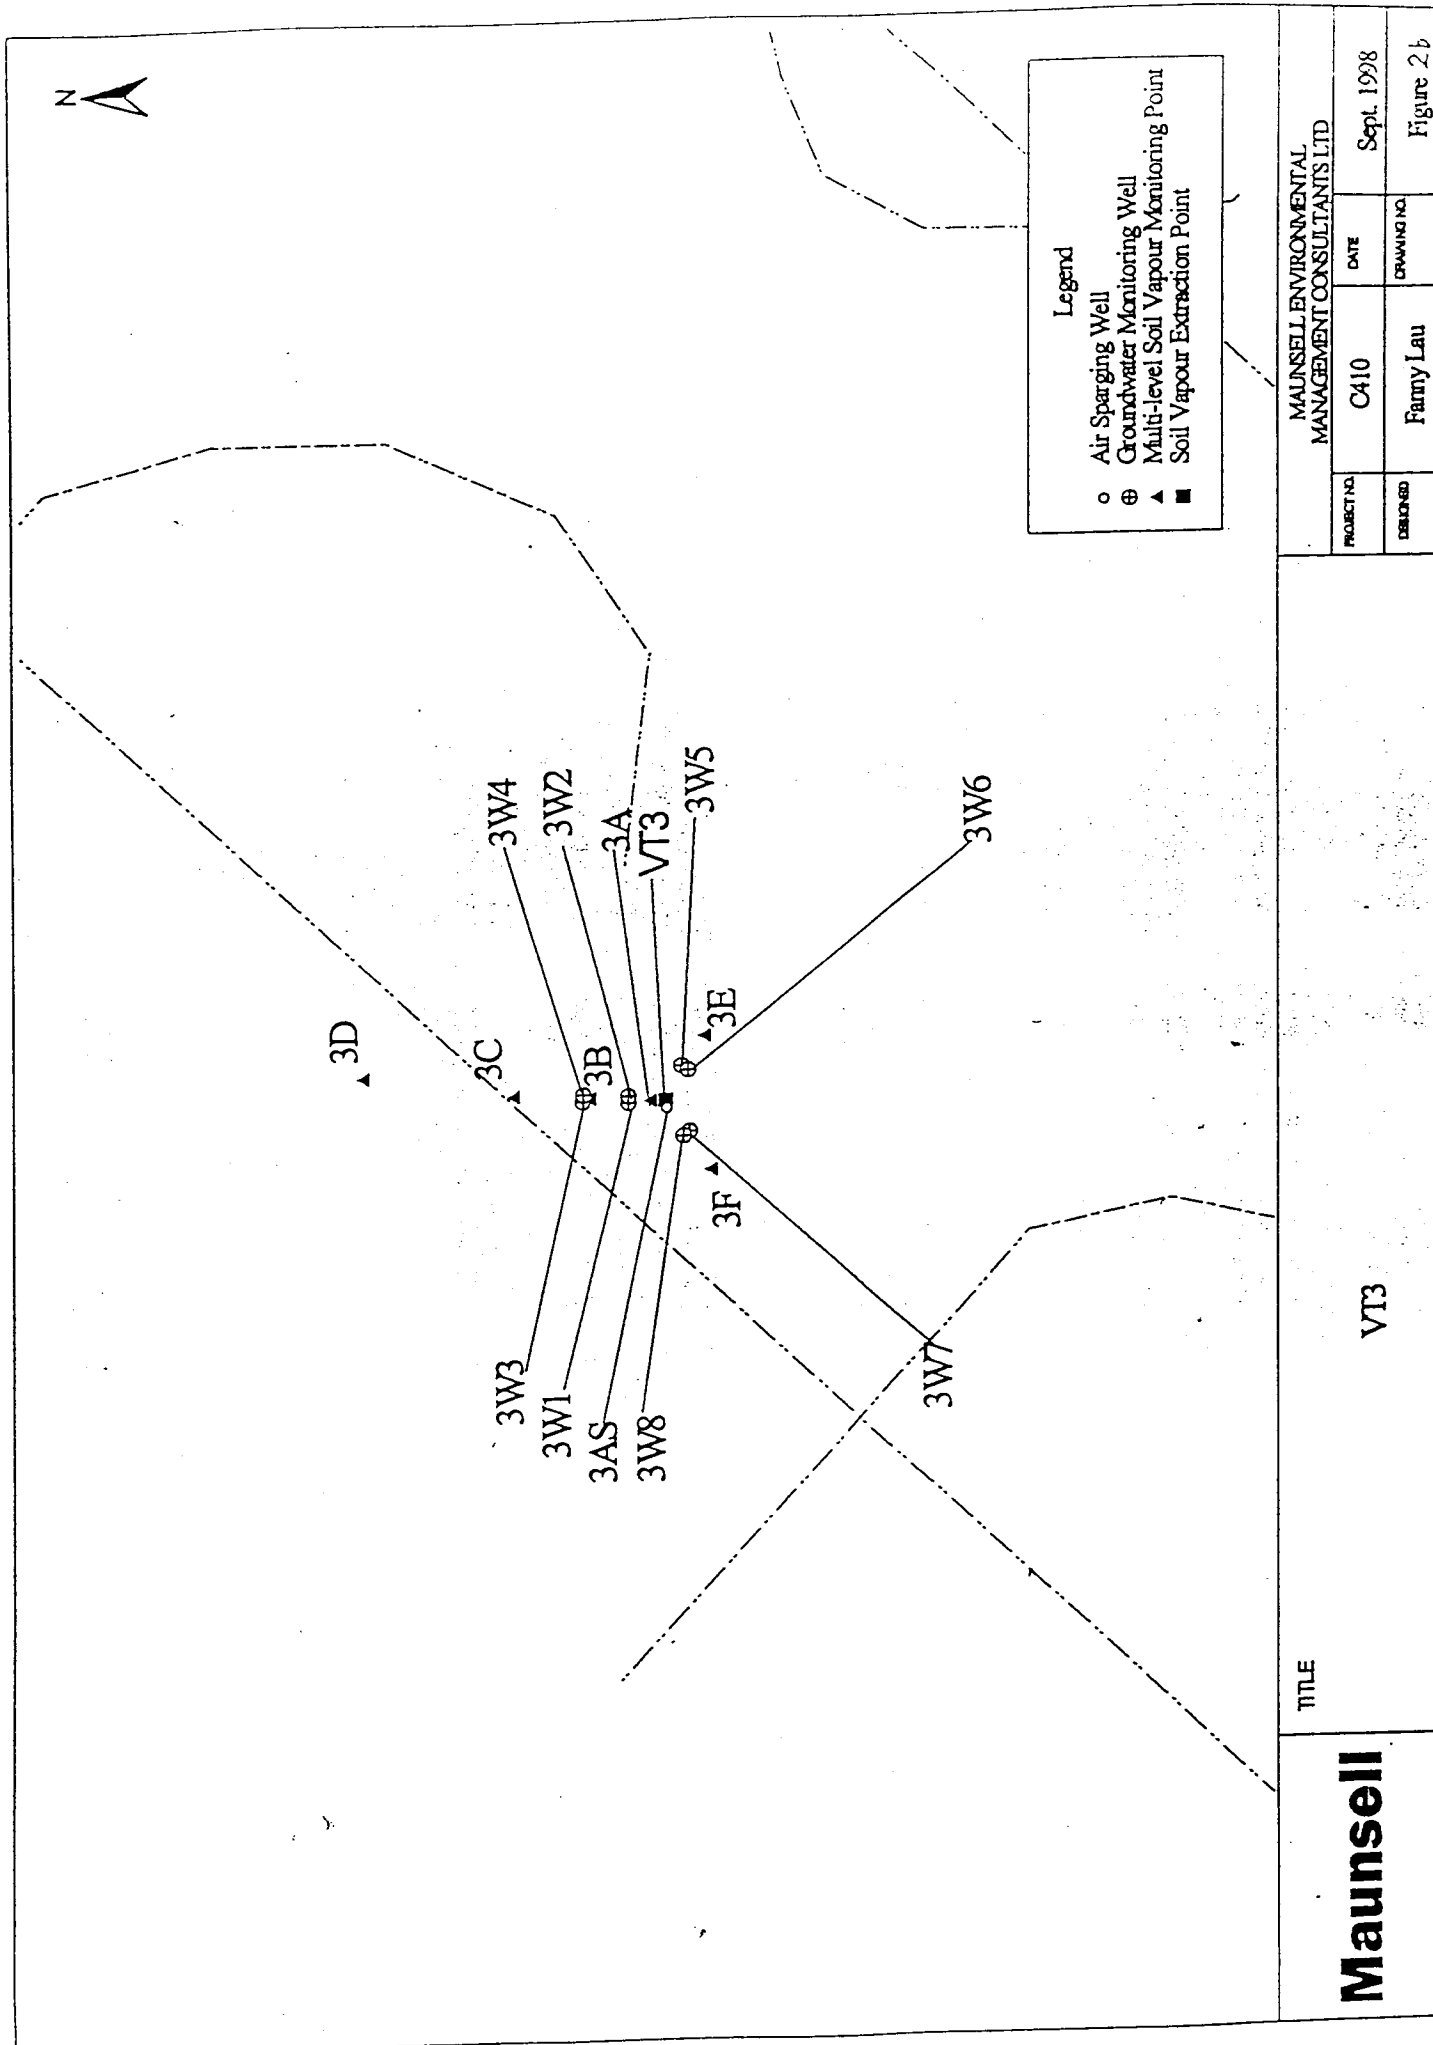 N
3D
3C
3W4
3W2
3A
VT3
3W5
3B
3E
3W6
3W3
3W1
3AS
3W8
3F
3W7
Legend
Air Sparging Well
Groundwater Monitoring Well
Multi-level Soil Vapour Monitoring Point
Soil Vapour Extraction Point
Maunsell
TITLE
VT3
MAUNSELL ENVIRONMENTAL
MANAGEMENT CONSULTANTS LTD
PROJECT NO. C410 DATE Sept. 1998
DESIGNED Fanny Lau DRAWING NO. Figure 2b